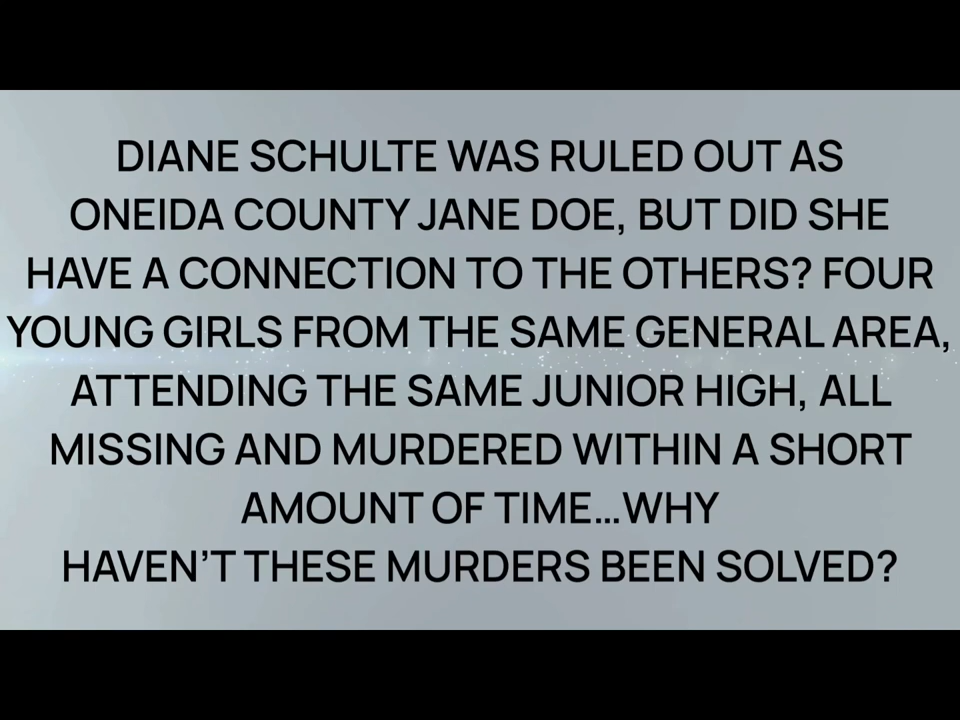 DIANE SCHULTE WAS RULED OUT AS
ONEIDA COUNTY JANE DOE, BUT DID SHE
HAVE A CONNECTION TO THE OTHERS? FOUR
YOUNG GIRLS FROM THE SAME GENERAL AREA,
ATTENDING THE SAME JUNIOR HIGH, ALL
MISSING AND MURDERED WITHIN A SHORT
AMOUNT OF TIME...WHY
HAVEN’T THESE MURDERS BEEN SOLVED?